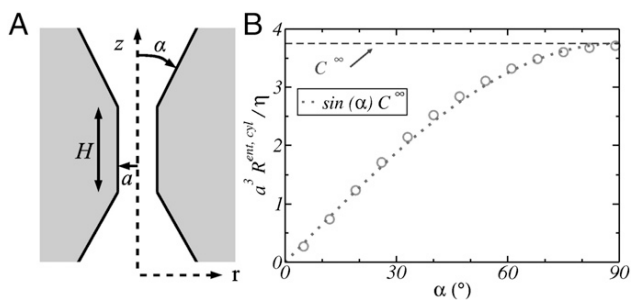 A
z
α
H
a
r
B
a³ R^{ent, cyl} / η
4
3
2
1
0
C^∞
sin (α) C^∞
0
30
60
90
α (°)